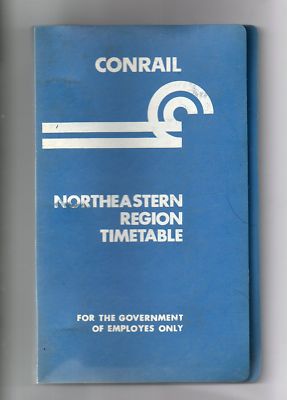 CONRAIL
NORTHEASTERN
REGION
TIMETABLE
FOR THE GOVERNMENT
OF EMPLOYES ONLY